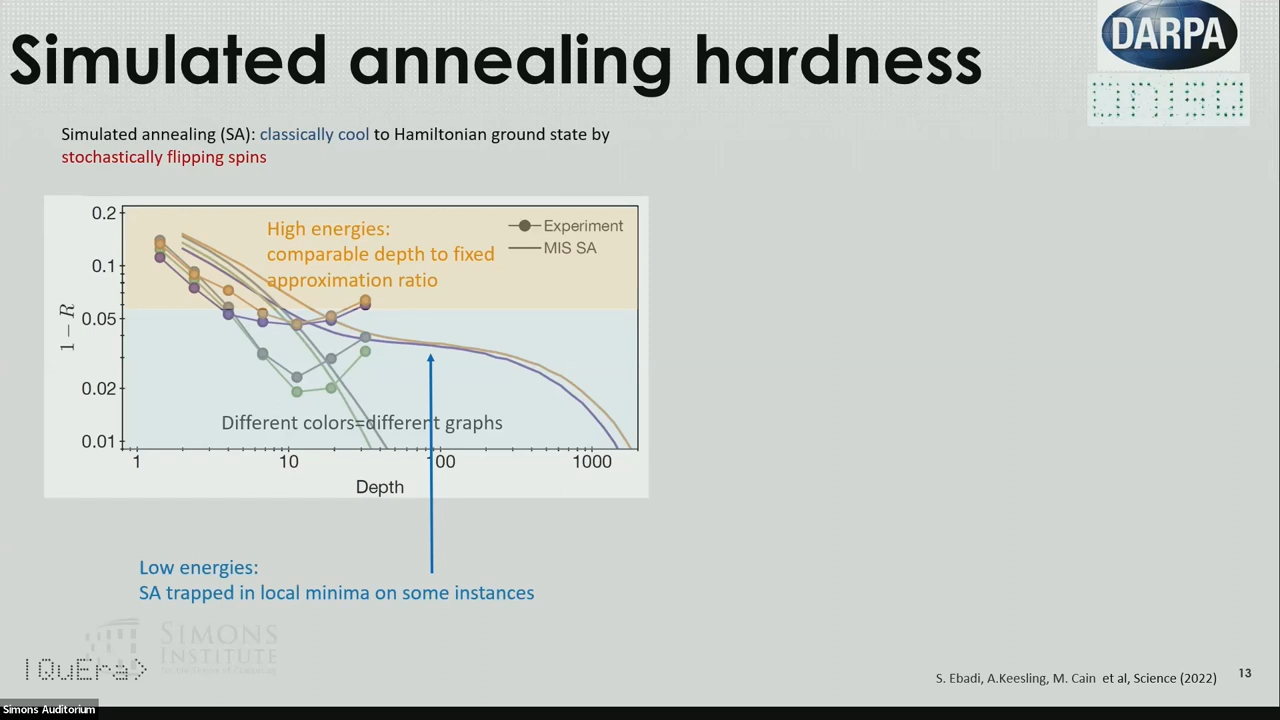 Simulated annealing hardness
DARPA
Simulated annealing (SA): classically cool to Hamiltonian ground state by
stochastically flipping spins
High energies:
comparable depth to fixed
approximation ratio
Experiment
MIS SA
0.2
0.1
0.05
0.02
0.01
1 − R
Different colors=different graphs
1
10
100
1000
Depth
Low energies:
SA trapped in local minima on some instances
SIMONS
INSTITUTE
|QuEra>
S. Ebadi, A.Keesling, M. Cain et al, Science (2022)
13
Simons Auditorium